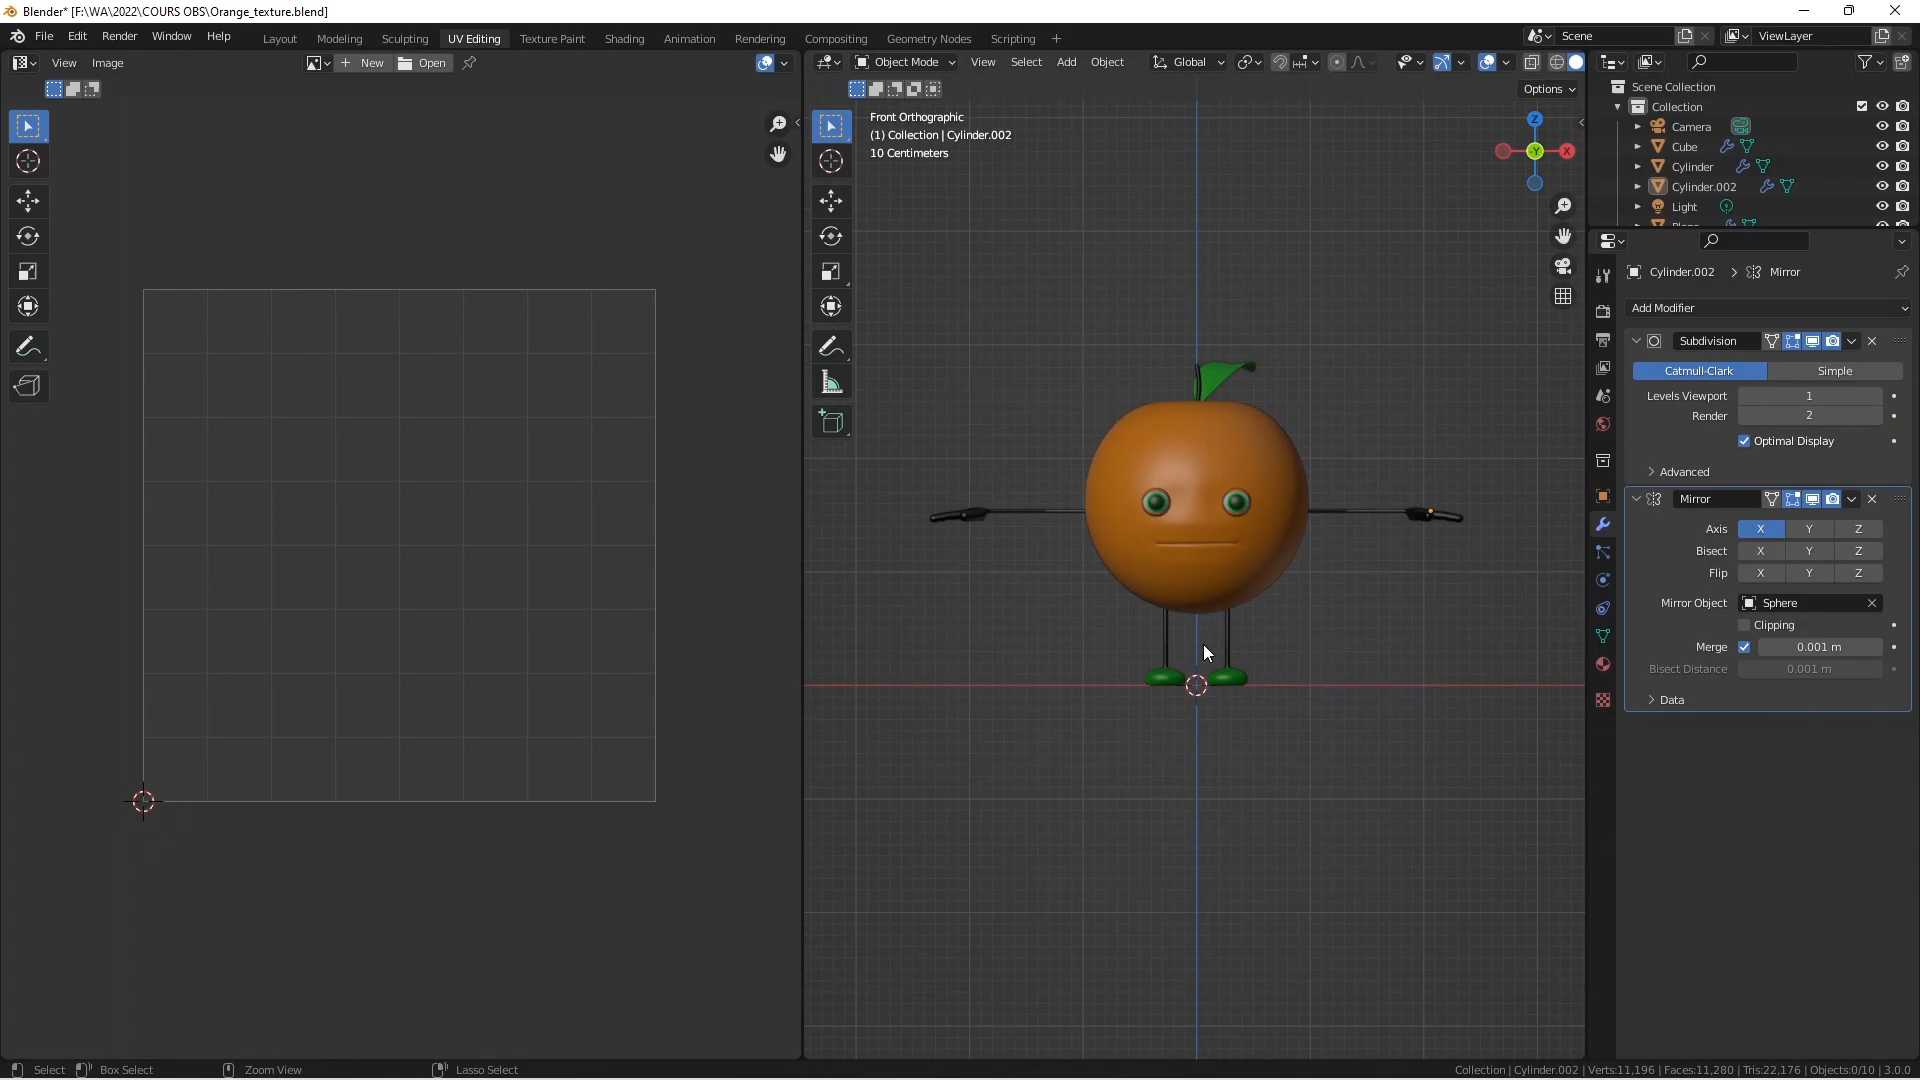 Blender* [F:\WA\2022\COURS OBS\Orange_texture.blend]
File Edit Render Window Help Layout Modeling Sculpting UV Editing Texture Paint Shading Animation Rendering Compositing Geometry Nodes Scripting + Scene ViewLayer
View Image New Open Object Mode View Select Add Object Global
Options
Front Orthographic
(1) Collection | Cylinder.002
10 Centimeters
Z
-Y
X
Scene Collection
Collection
Camera
Cube
Cylinder
Cylinder.002
Light
Cylinder.002 > Mirror
Add Modifier
Subdivision
Catmull-Clark Simple
Levels Viewport 1
Render 2
Optimal Display
> Advanced
Mirror
Axis X Y Z
Bisect X Y Z
Flip X Y Z
Mirror Object Sphere
Clipping
Merge 0.001 m
Bisect Distance 0.001 m
> Data
Select Box Select Zoom View Lasso Select Collection | Cylinder.002 | Verts:11,196 | Faces:11,280 | Tris:22,176 | Objects:0/10 | 3.0.0